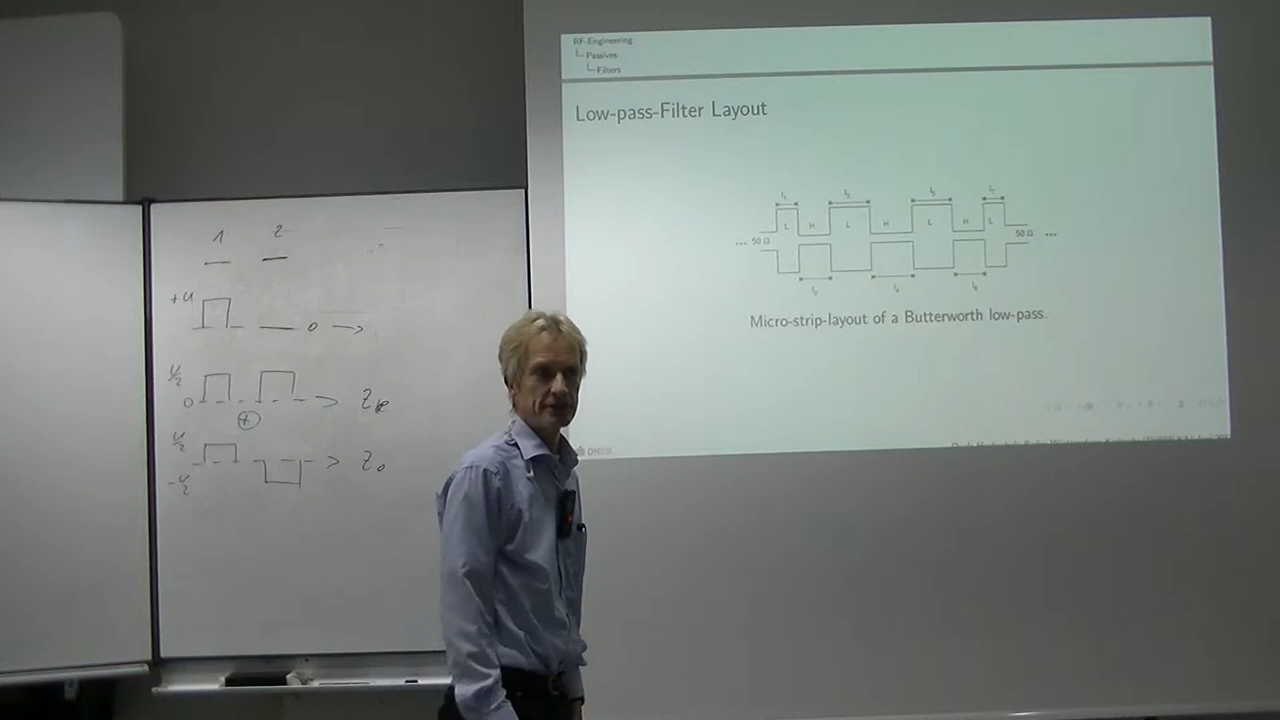 1 2
+U
0
U/2
0
Z
+
U/2
Z₀
-U/2
RF-Engineering
Passives
Filters
Low-pass-Filter Layout
L H L H L H L
... 50 Ω
50 Ω ...
Micro-strip-layout of a Butterworth low-pass.